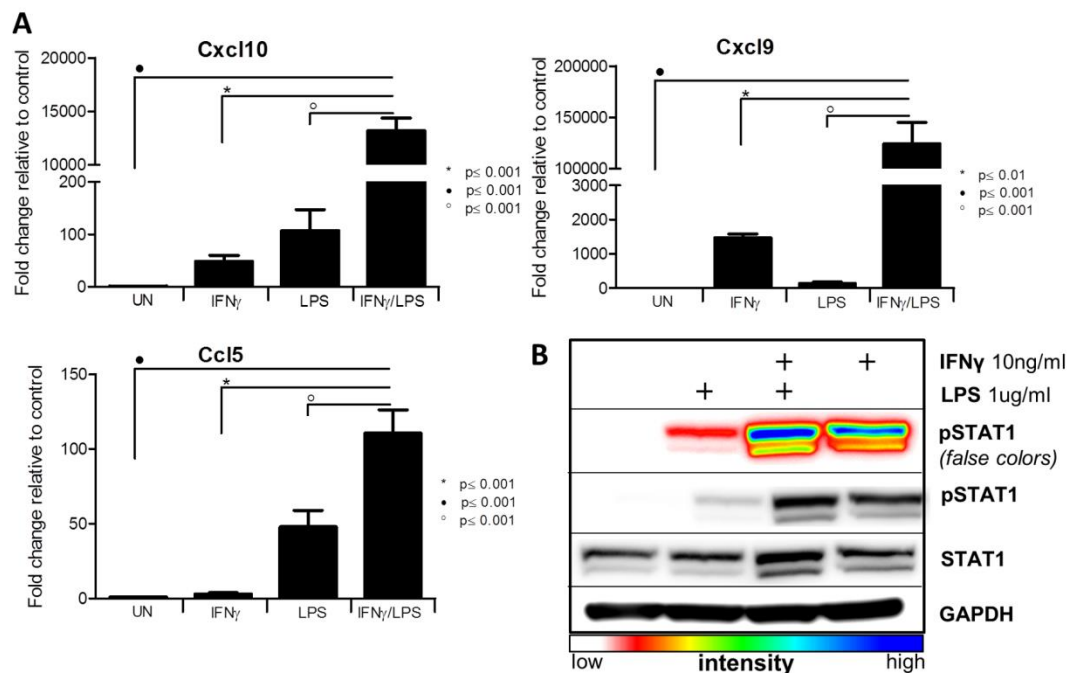 A
Cxcl10
Fold change relative to control
20000
15000
10000
200
100
0
●
*
○
* p≤ 0.001
● p≤ 0.001
○ p≤ 0.001
UN IFNγ LPS IFNγ/LPS
Cxcl9
Fold change relative to control
200000
150000
100000
3000
2000
1000
0
●
*
○
* p≤ 0.01
● p≤ 0.001
○ p≤ 0.001
UN IFNγ LPS IFNγ/LPS
Ccl5
Fold change relative to control
150
100
50
0
●
*
○
* p≤ 0.001
● p≤ 0.001
○ p≤ 0.001
UN IFNγ LPS IFNγ/LPS
B
+ + IFNγ 10ng/ml
+ + LPS 1ug/ml
pSTAT1
(false colors)
pSTAT1
STAT1
GAPDH
low intensity high